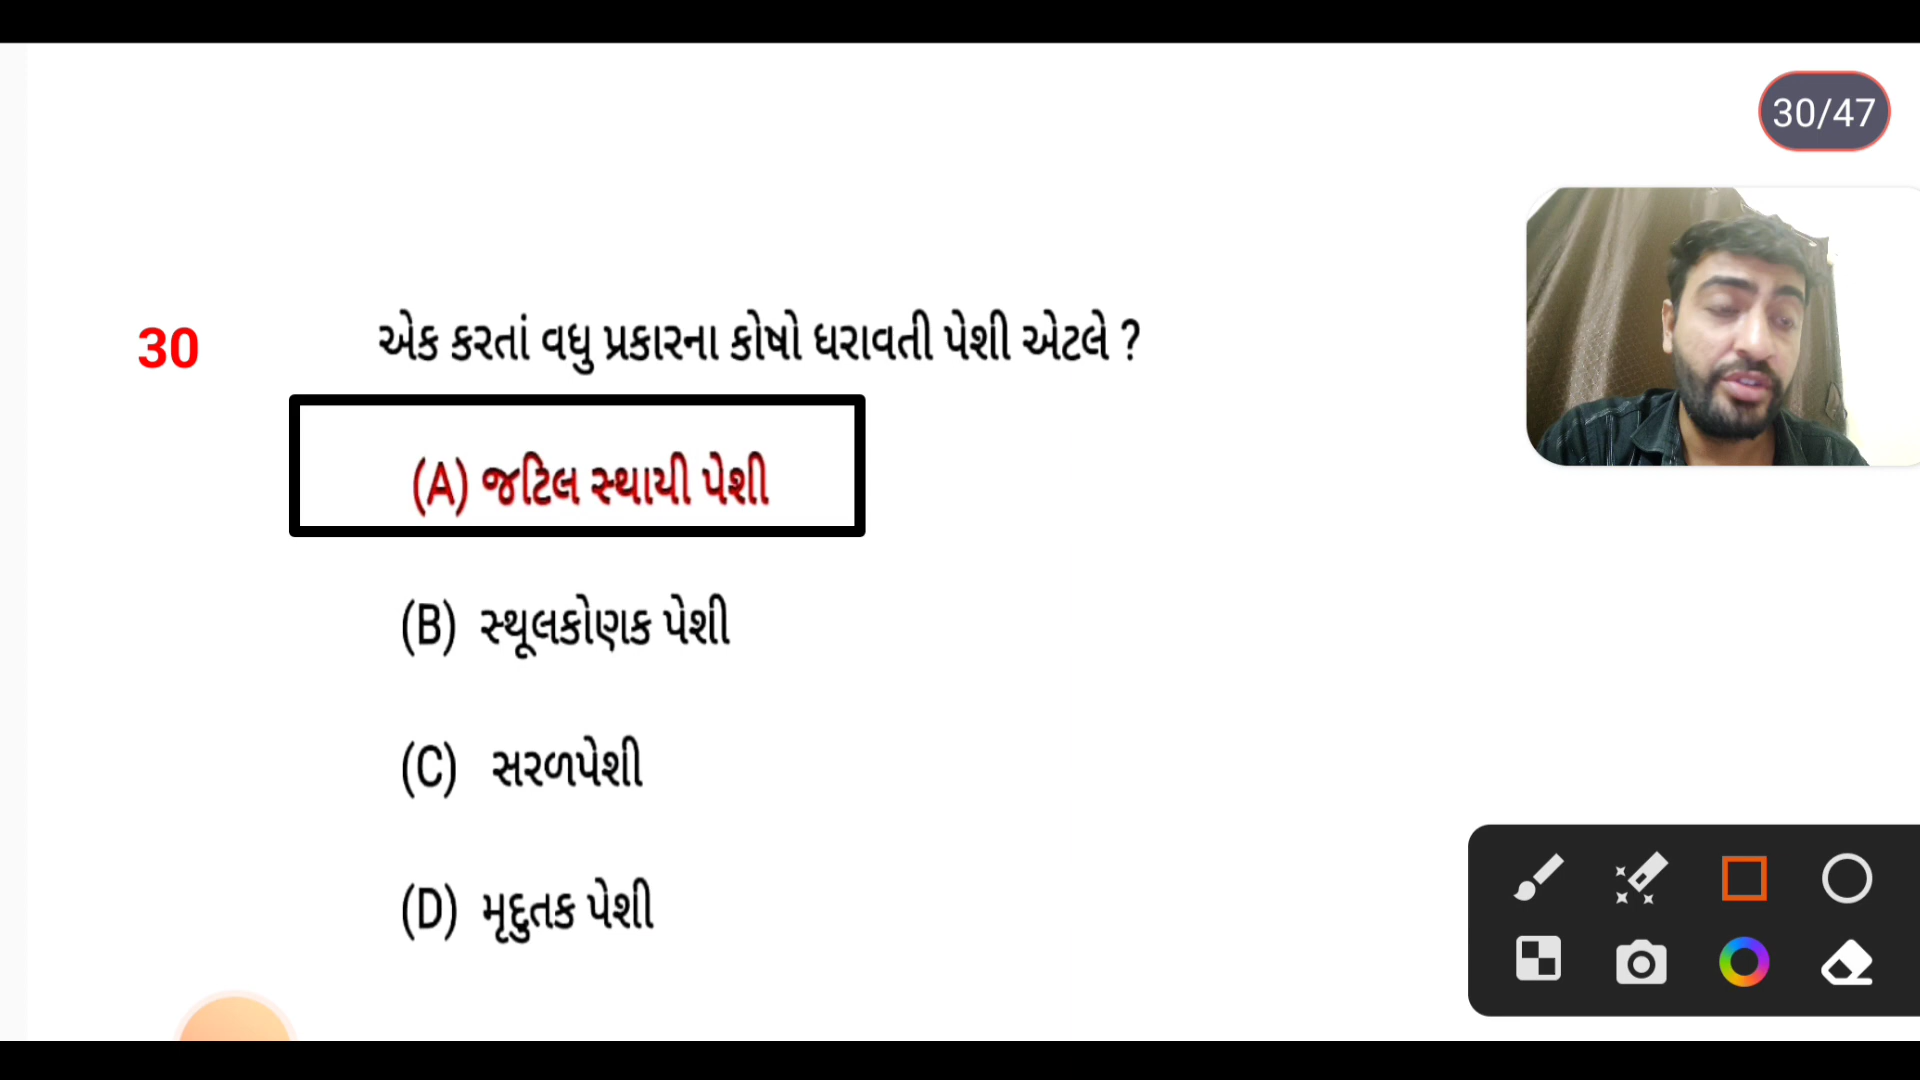 30/47
30 એક કરતાં વધુ પ્રકારના કોષો ધરાવતી પેશી એટલે ?
(A) જટિલ સ્થાયી પેશી
(B) સ્થૂલકોણક પેશી
(C) સરળપેશી
(D) મૃદુતક પેશી